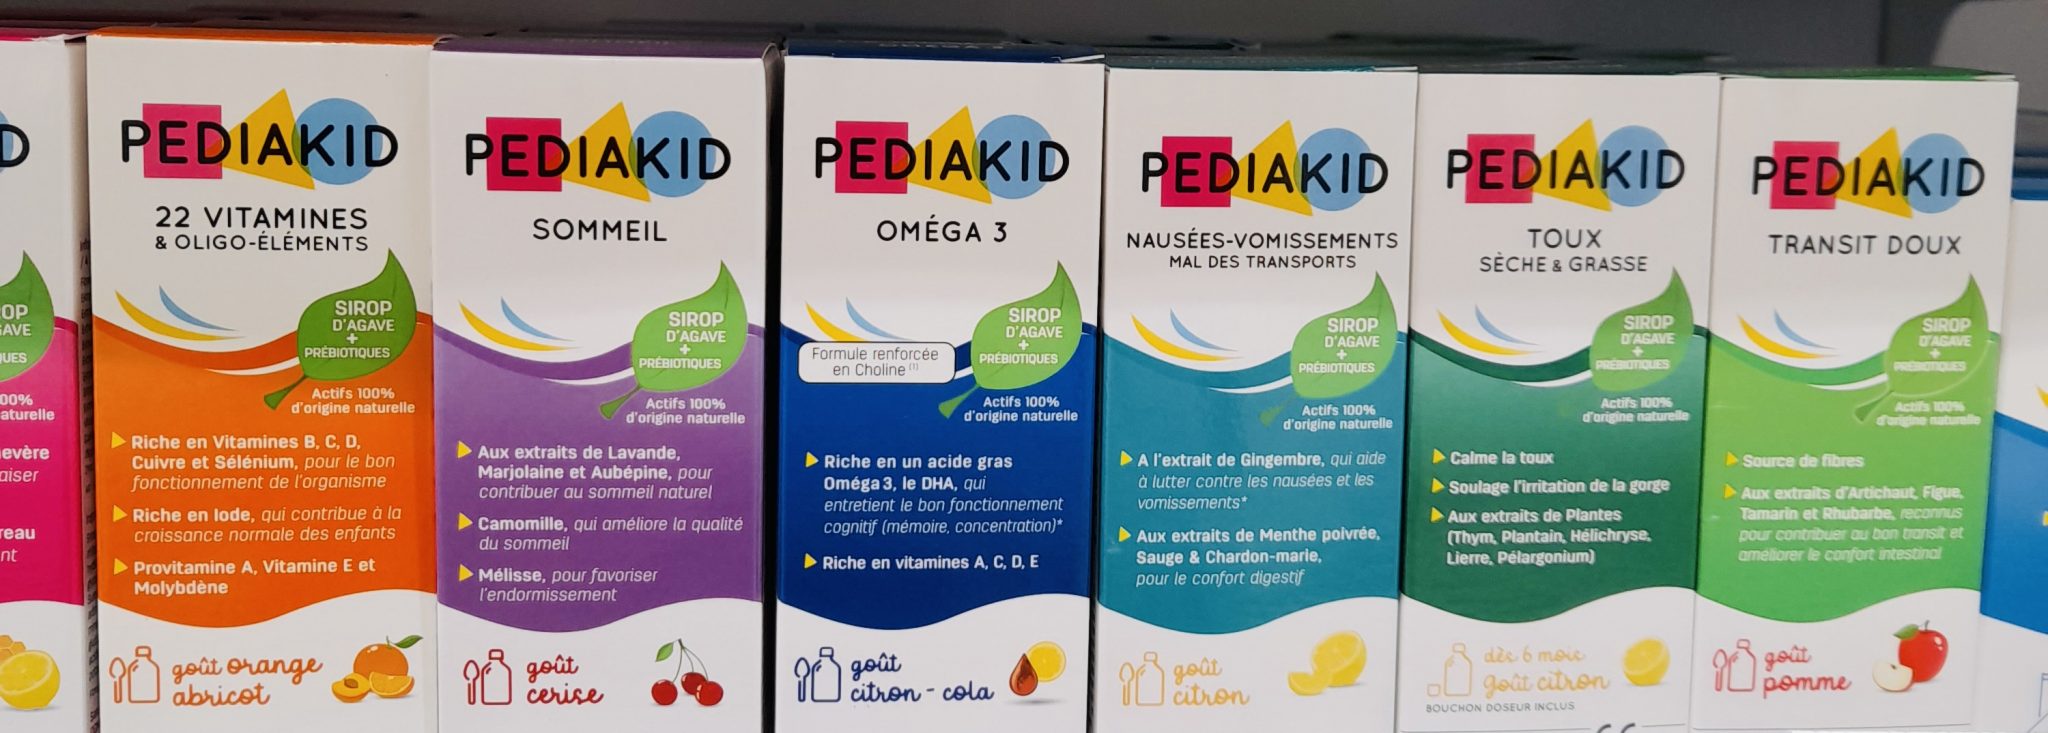 PEDIAKID
22 VITAMINES
& OLIGO-ÉLÉMENTS
SIROP
D'AGAVE
+
PRÉBIOTIQUES
Actifs 100%
d'origine naturelle
Riche en Vitamines B, C, D,
Cuivre et Sélénium, pour le bon
fonctionnement de l'organisme
Riche en Iode, qui contribue à la
croissance normale des enfants
Provitamine A, Vitamine E et
Molybdène
goût orange
abricot
PEDIAKID
SOMMEIL
SIROP
D'AGAVE
+
PRÉBIOTIQUES
Actifs 100%
d'origine naturelle
Aux extraits de Lavande,
Marjolaine et Aubépine, pour
contribuer au sommeil naturel
Camomille, qui améliore la qualité
du sommeil
Mélisse, pour favoriser
l'endormissement
goût
cerise
PEDIAKID
OMÉGA 3
SIROP
D'AGAVE
+
PRÉBIOTIQUES
Formule renforcée
en Choline (1)
Actifs 100%
d'origine naturelle
Riche en un acide gras
Oméga 3, le DHA, qui
entretient le bon fonctionnement
cognitif (mémoire, concentration)*
Riche en vitamines A, C, D, E
goût
citron - cola
PEDIAKID
NAUSÉES-VOMISSEMENTS
MAL DES TRANSPORTS
SIROP
D'AGAVE
+
PRÉBIOTIQUES
Actifs 100%
d'origine naturelle
A l'extrait de Gingembre, qui aide
à lutter contre les nausées et les
vomissements*
Aux extraits de Menthe poivrée,
Sauge & Chardon-marie,
pour le confort digestif
goût
citron
PEDIAKID
TOUX
SÈCHE & GRASSE
SIROP
D'AGAVE
+
PRÉBIOTIQUES
Actifs 100%
d'origine naturelle
Calme la toux
Soulage l'irritation de la gorge
Aux extraits de Plantes
(Thym, Plantain, Hélichryse,
Lierre, Pélargonium)
dès 6 mois
goût citron
BOUCHON DOSEUR INCLUS
PEDIAKID
TRANSIT DOUX
SIROP
D'AGAVE
+
PRÉBIOTIQUES
Actifs 100%
d'origine naturelle
Source de fibres
Aux extraits d'Artichaut, Figue,
Tamarin et Rhubarbe, reconnus
pour contribuer au bon transit et
améliorer le confort intestinal
goût
pomme